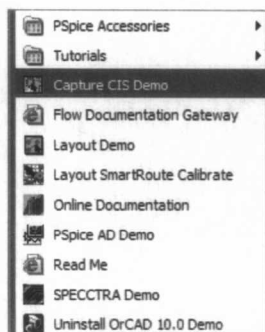 PSpice Accessories
Tutorials
Capture CIS Demo
Flow Documentation Gateway
Layout Demo
Layout SmartRoute Calibrate
Online Documentation
PSpice AD Demo
Read Me
SPECCTRA Demo
Uninstall OrCAD 10.0 Demo